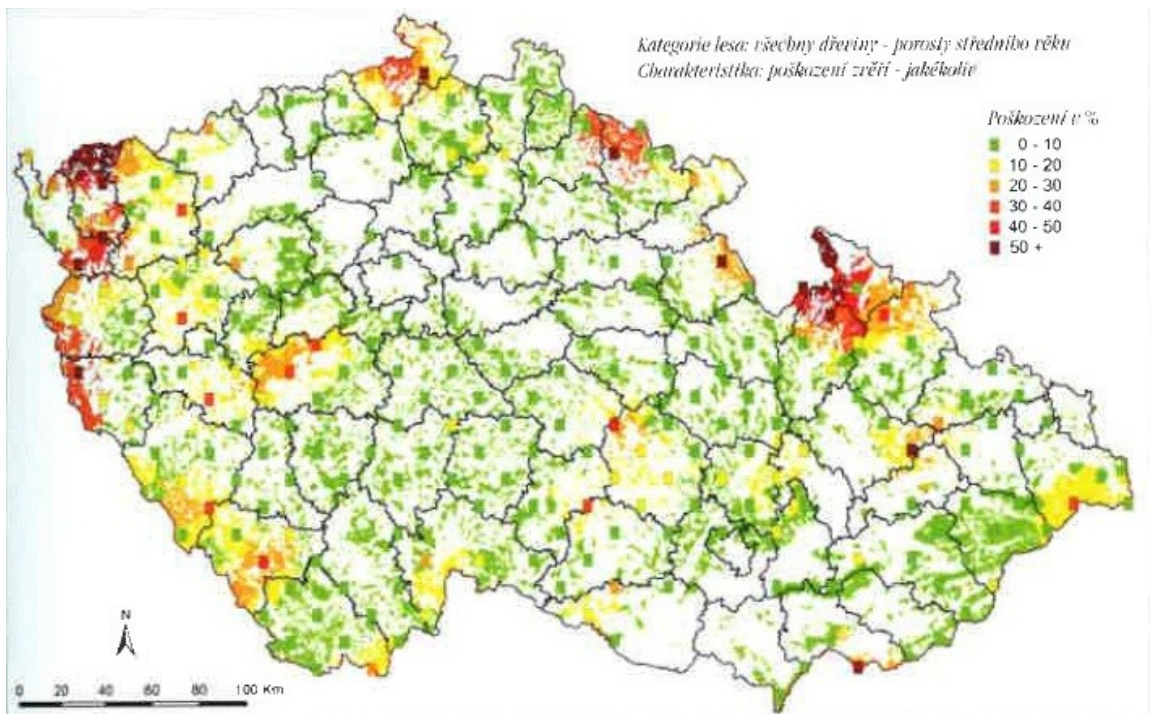 Kategorie lesa: všechny dřeviny - porosty středního věku
Charakteristika: poškození zvěří - jakékoliv
Poškození v %
0 - 10
10 - 20
20 - 30
30 - 40
40 - 50
50 +
N
0 20 40 60 80 100 Km